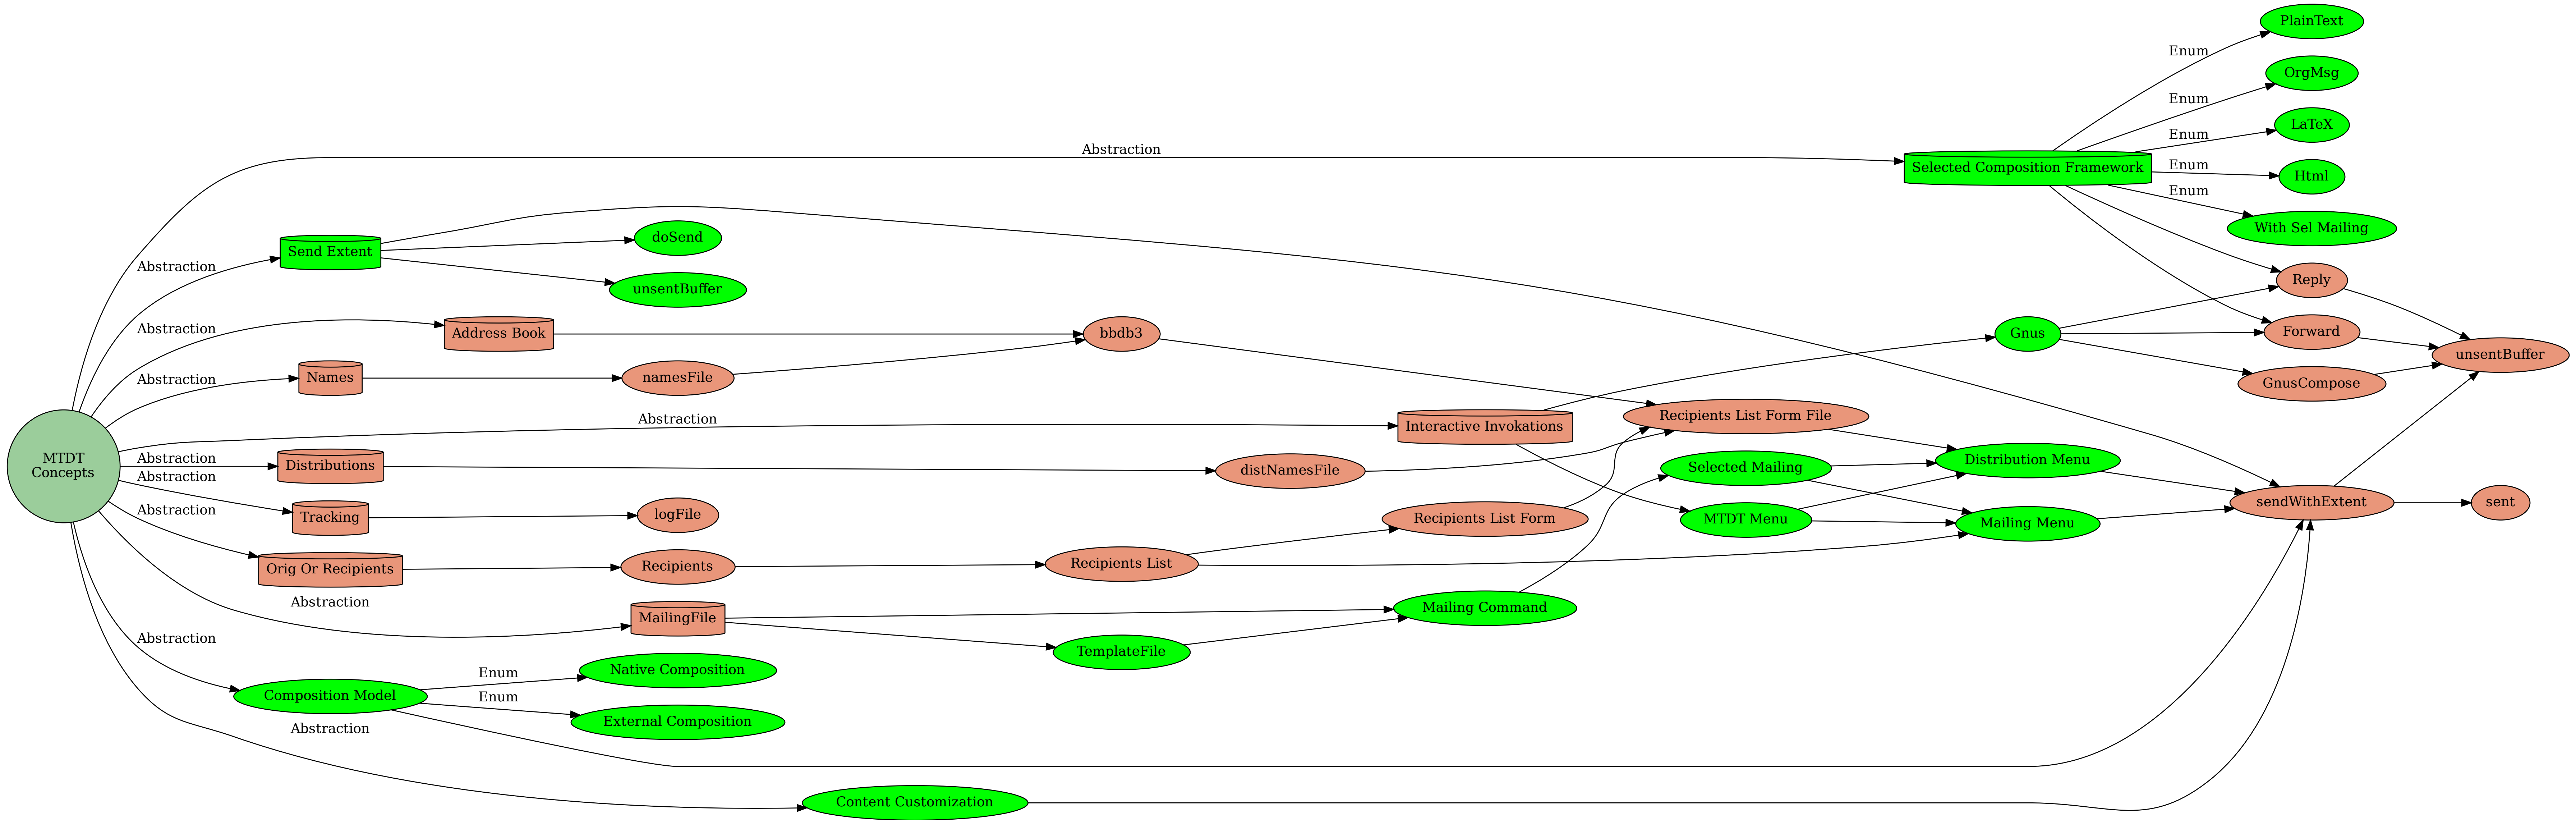 PlainText
Enum
OrgMsg
Enum
LaTeX
Enum
Abstraction
Selected Composition Framework
Enum
Html
Enum
With Sel Mailing
doSend
Send Extent
Abstraction
unsentBuffer
Reply
Abstraction
Address Book
bbdb3
Gnus
Forward
unsentBuffer
Abstraction
Names
namesFile
GnusCompose
Abstraction
Interactive Invokations
Recipients List Form File
MTDT
Concepts
Abstraction
Distributions
distNamesFile
Selected Mailing
Distribution Menu
Abstraction
sendWithExtent
sent
Abstraction
Tracking
logFile
Recipients List Form
MTDT Menu
Mailing Menu
Orig Or Recipients
Recipients
Recipients List
Abstraction
MailingFile
Mailing Command
Abstraction
TemplateFile
Enum
Native Composition
Composition Model
Enum
External Composition
Abstraction
Content Customization